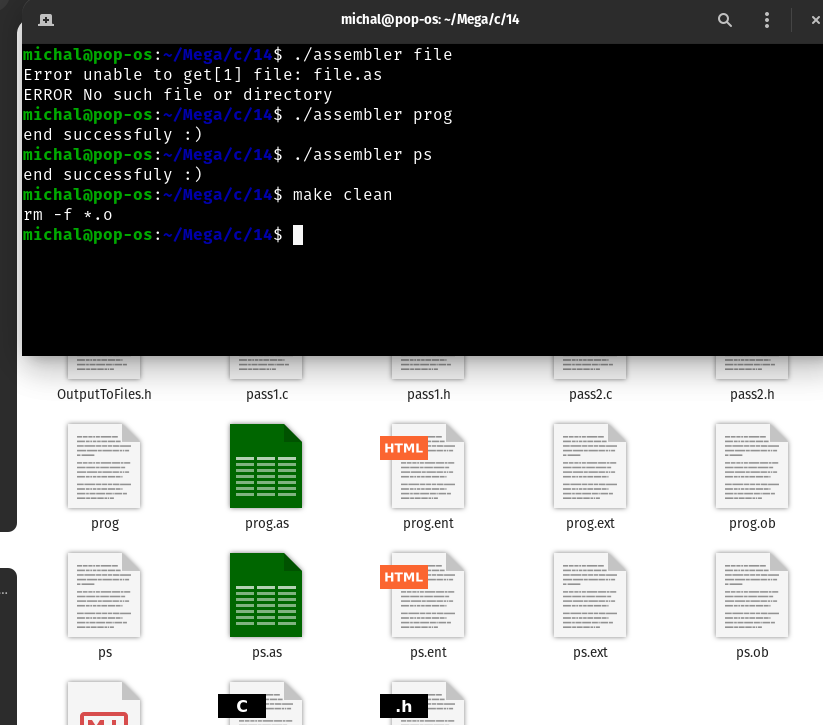 michal@pop-os: ~/Mega/c/14
michal@pop-os:~/Mega/c/14$ ./assembler file
Error unable to get[1] file: file.as
ERROR No such file or directory
michal@pop-os:~/Mega/c/14$ ./assembler prog
end successfuly :)
michal@pop-os:~/Mega/c/14$ ./assembler ps
end successfuly :)
michal@pop-os:~/Mega/c/14$ make clean
rm -f *.o
michal@pop-os:~/Mega/c/14$
OutputToFiles.h pass1.c pass1.h pass2.c pass2.h
HTML
prog prog.as prog.ent prog.ext prog.ob
...
HTML
ps ps.as ps.ent ps.ext ps.ob
C .h